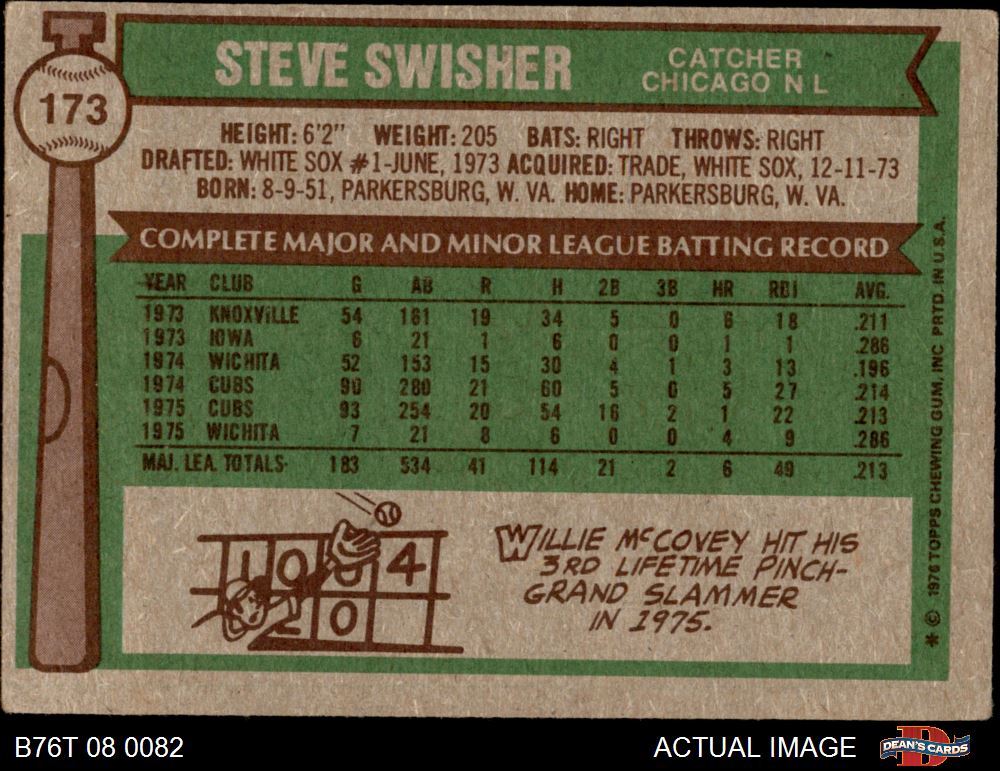 173
STEVE SWISHER
CATCHER
CHICAGO N L
HEIGHT: 6'2" WEIGHT: 205 BATS: RIGHT THROWS: RIGHT
DRAFTED: WHITE SOX #1-JUNE, 1973 ACQUIRED: TRADE, WHITE SOX, 12-11-73
BORN: 8-9-51, PARKERSBURG, W. VA. HOME: PARKERSBURG, W. VA.
COMPLETE MAJOR AND MINOR LEAGUE BATTING RECORD
YEAR CLUB G AB R H 2B 3B HR RBI AVG.
1973 KNOXVILLE 54 161 19 34 5 0 6 18 .211
1973 IOWA 6 21 1 6 0 0 1 1 .286
1974 WICHITA 52 153 15 30 4 1 3 13 .196
1974 CUBS 90 280 21 60 5 0 5 27 .214
1975 CUBS 93 254 20 54 16 2 1 22 .213
1975 WICHITA 7 21 8 6 0 0 4 9 .286
MAJ. LEA. TOTALS 183 534 41 114 21 2 6 49 .213
1 0 0 4
2 0
WILLIE McCOVEY HIT HIS
3RD LIFETIME PINCH-
GRAND SLAMMER
IN 1975.
* © 1976 TOPPS CHEWING GUM, INC PRTD. IN U.S.A.
B76T 08 0082
ACTUAL IMAGE
DEAN'S CARDS